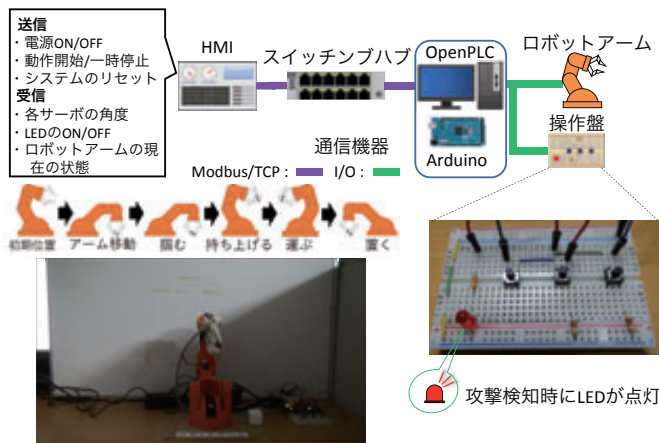 送信
・電源ON/OFF
・動作開始/一時停止
・システムのリセット
受信
・各サーボの角度
・LEDのON/OFF
・ロボットアームの現
在の状態
HMI
スイッチンブハブ
OpenPLC
Arduino
ロボットアーム
操作盤
通信機器
Modbus/TCP :
I/O :
初期位置
アーム移動
掴む
持ち上げる
運ぶ
置く
攻撃検知時にLEDが点灯